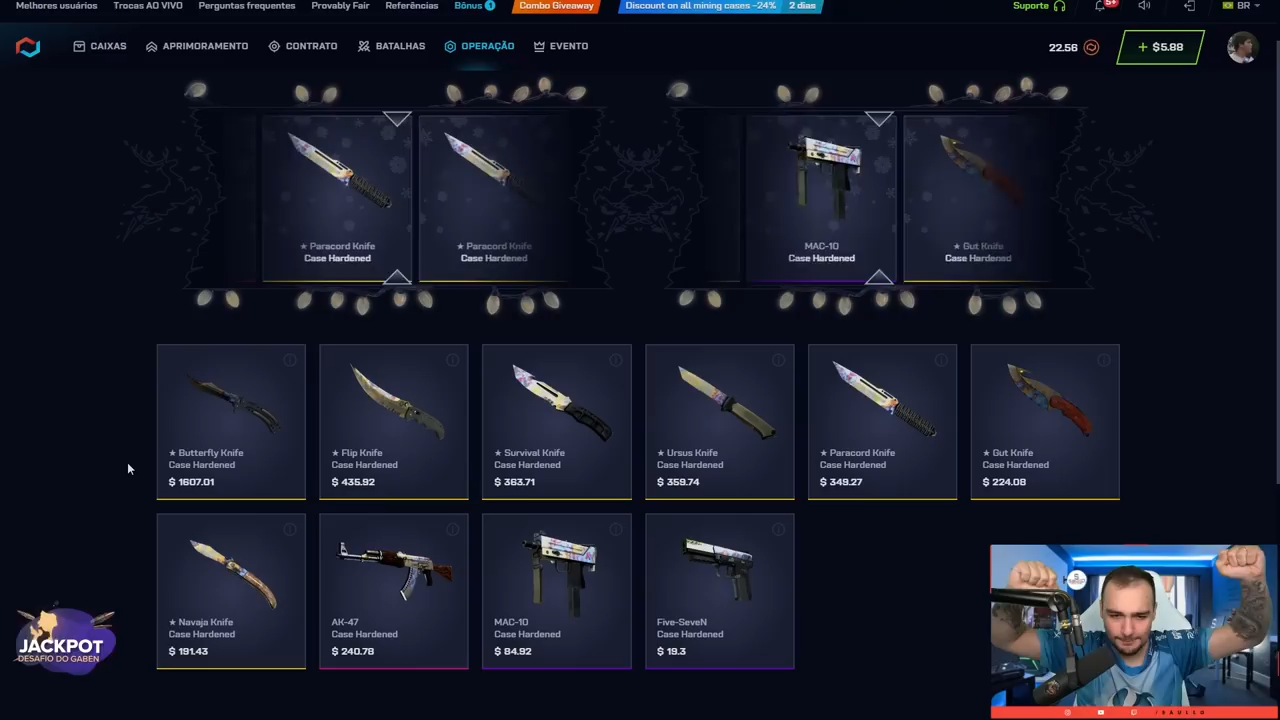 Melhores usuários Trocas AO VIVO Perguntas frequentes Provably Fair Referências Bônus 1 Combo Giveaway Discount on all mining cases -24% 2 dias Suporte 5+ BR
CAIXAS APRIMORAMENTO CONTRATO BATALHAS OPERAÇÃO EVENTO 22.56 + $5.88
★ Paracord Knife
Case Hardened
★ Paracord Knife
Case Hardened
MAC-10
Case Hardened
★ Gut Knife
Case Hardened
★ Butterfly Knife
Case Hardened
$ 1607.01
★ Flip Knife
Case Hardened
$ 435.92
★ Survival Knife
Case Hardened
$ 363.71
★ Ursus Knife
Case Hardened
$ 359.74
★ Paracord Knife
Case Hardened
$ 349.27
★ Gut Knife
Case Hardened
$ 224.08
★ Navaja Knife
Case Hardened
$ 191.43
AK-47
Case Hardened
$ 240.78
MAC-10
Case Hardened
$ 84.92
Five-SeveN
Case Hardened
$ 19.3
JACKPOT
DESAFIO DO GABEN
/SAULLO